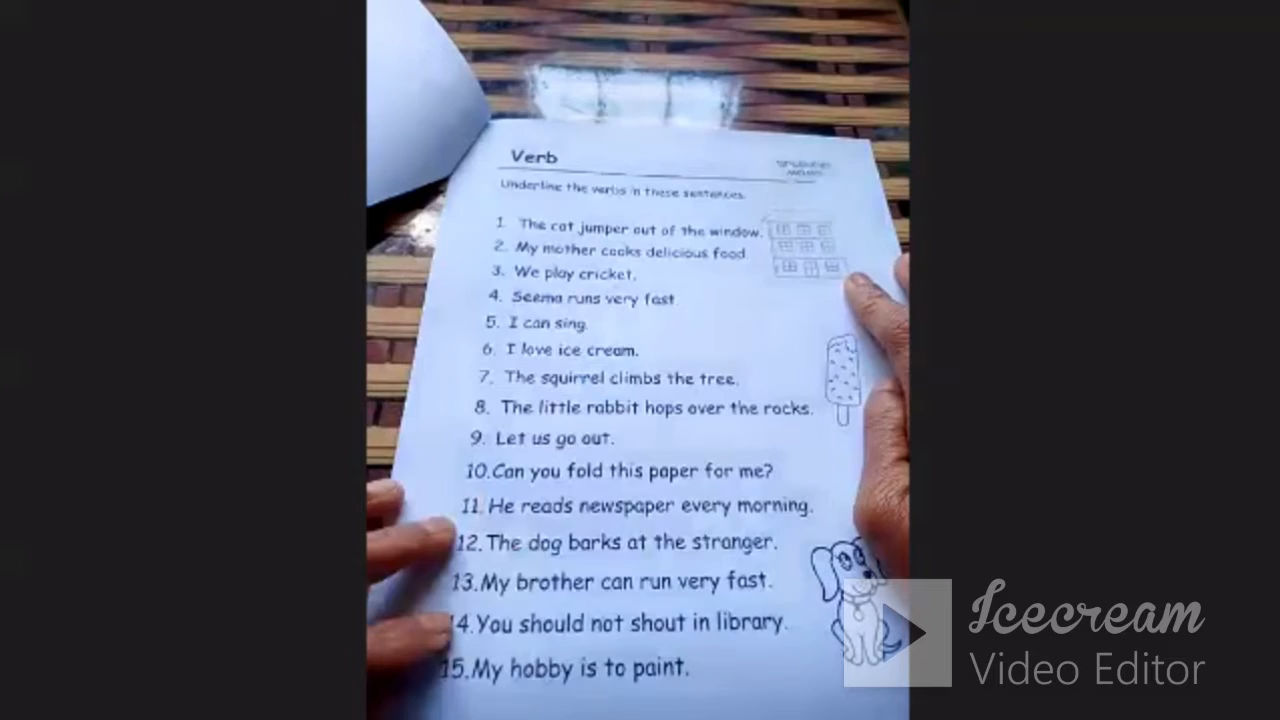 Verb
Underline the verbs in these sentences.
1. The cat jumper out of the window.
2. My mother cooks delicious food
3. We play cricket.
4. Seema runs very fast
5. I can sing.
6. I love ice cream.
7. The squirrel climbs the tree.
8. The little rabbit hops over the rocks.
9. Let us go out.
10.Can you fold this paper for me?
11. He reads newspaper every morning.
12. The dog barks at the stranger.
13.My brother can run very fast.
14.You should not shout in library.
15.My hobby is to paint.
Icecream
Video Editor